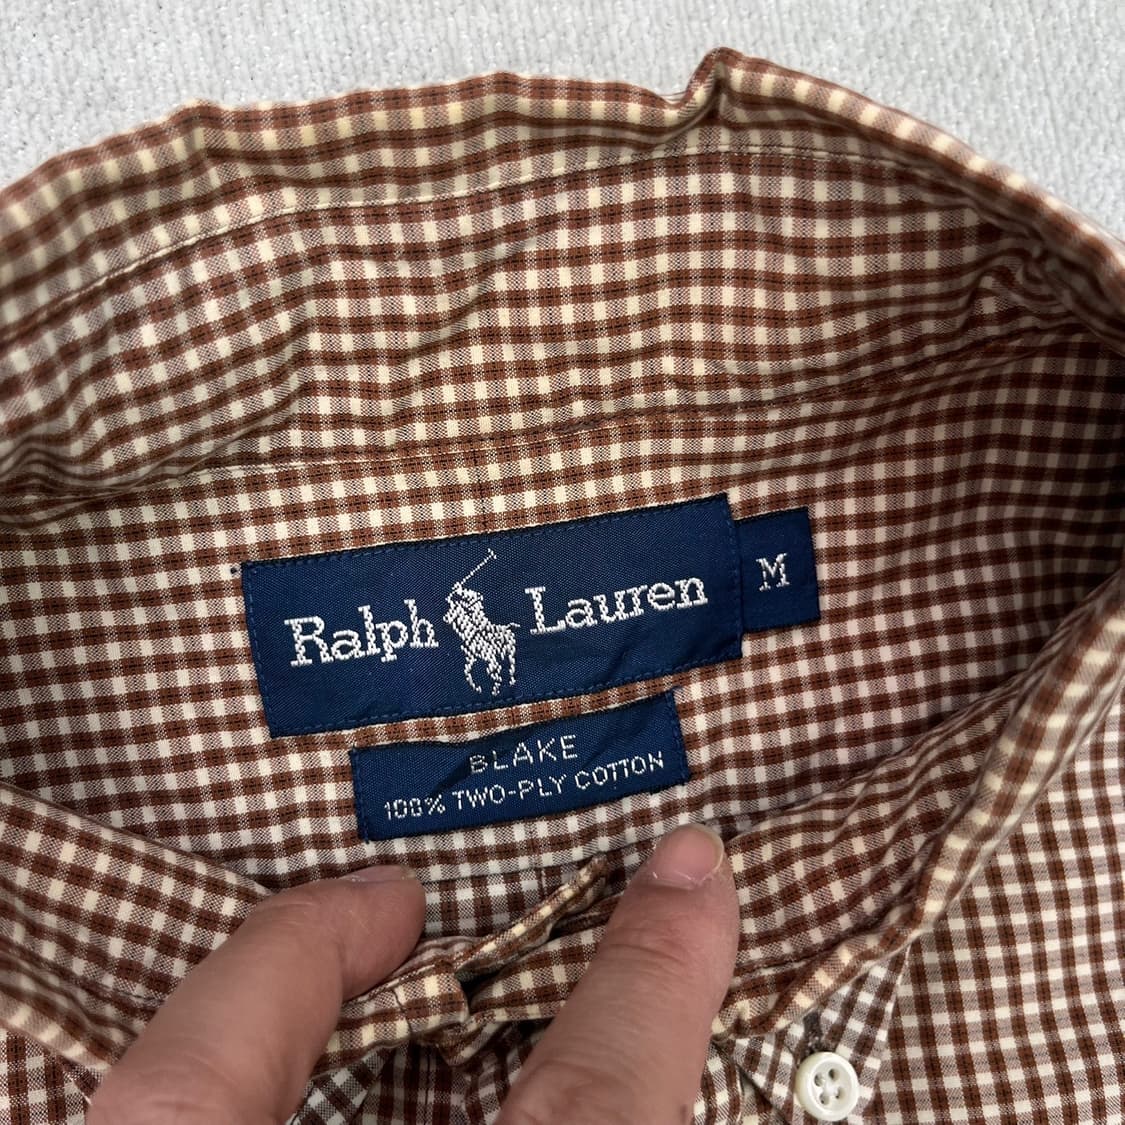 Ralph Lauren
M
BLAKE
100% TWO-PLY COTTON